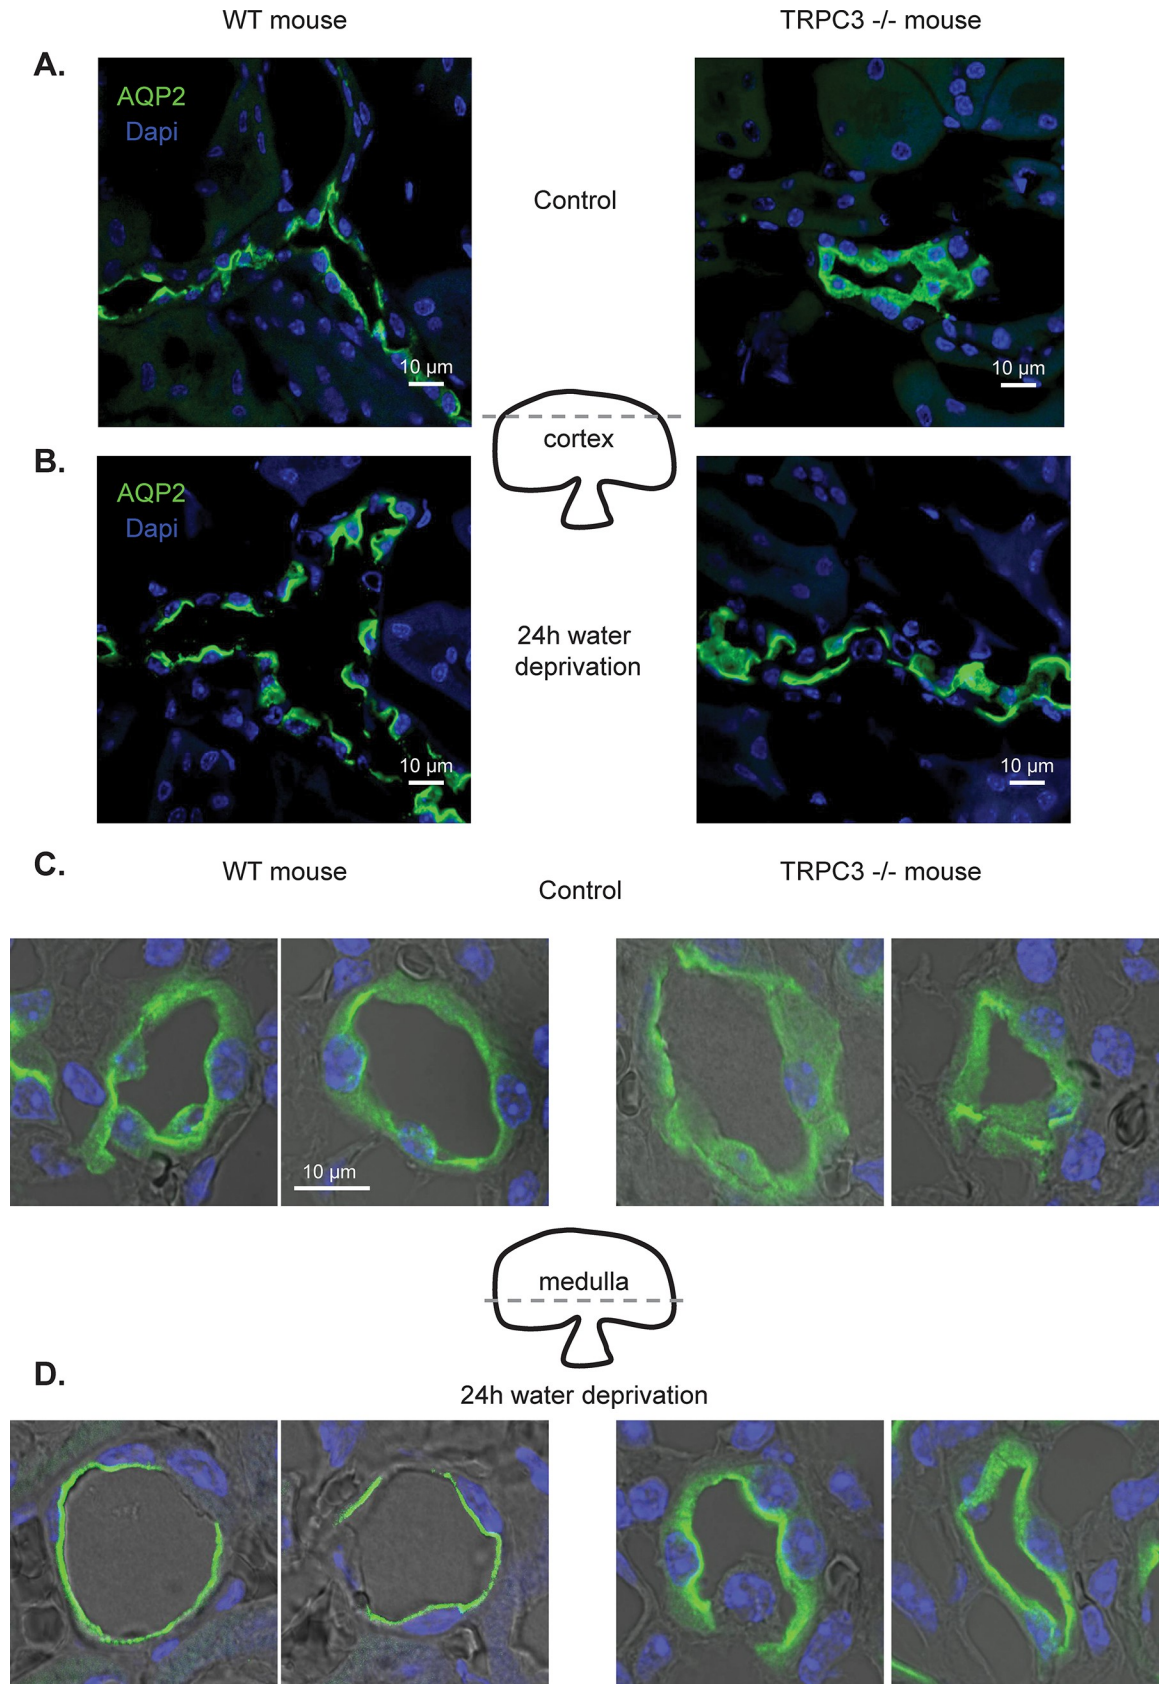 WT mouse
TRPC3 -/- mouse
A.
AQP2
Dapi
Control
10 µm
10 µm
cortex
B.
AQP2
Dapi
24h water
deprivation
10 µm
10 µm
C.
WT mouse
TRPC3 -/- mouse
Control
10 µm
medulla
D.
24h water deprivation